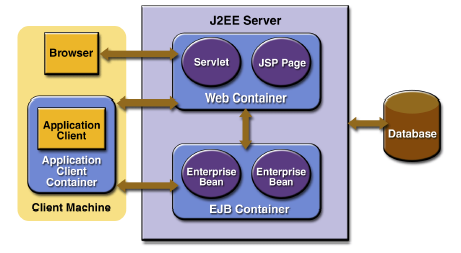 J2EE Server
Browser
Servlet
JSP Page
Web Container
Application
Client
Application
Client
Container
Client Machine
Enterprise
Bean
Enterprise
Bean
EJB Container
Database